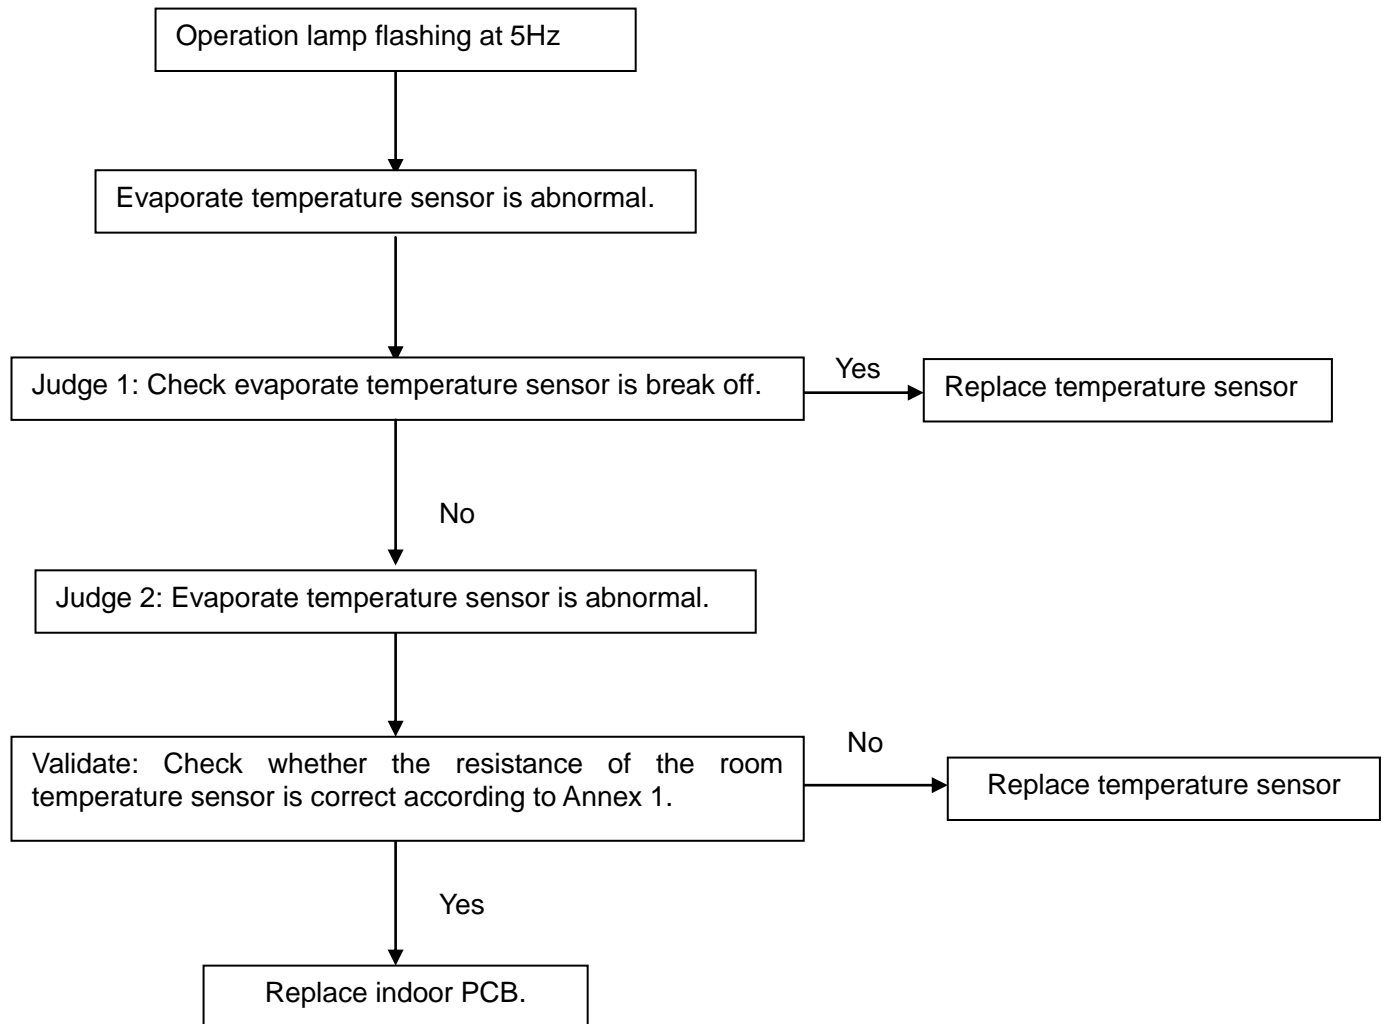 Operation lamp flashing at 5Hz
Evaporate temperature sensor is abnormal.
Judge 1: Check evaporate temperature sensor is break off.
Yes
Replace temperature sensor
No
Judge 2: Evaporate temperature sensor is abnormal.
Validate: Check whether the resistance of the room
temperature sensor is correct according to Annex 1.
No
Replace temperature sensor
Yes
Replace indoor PCB.